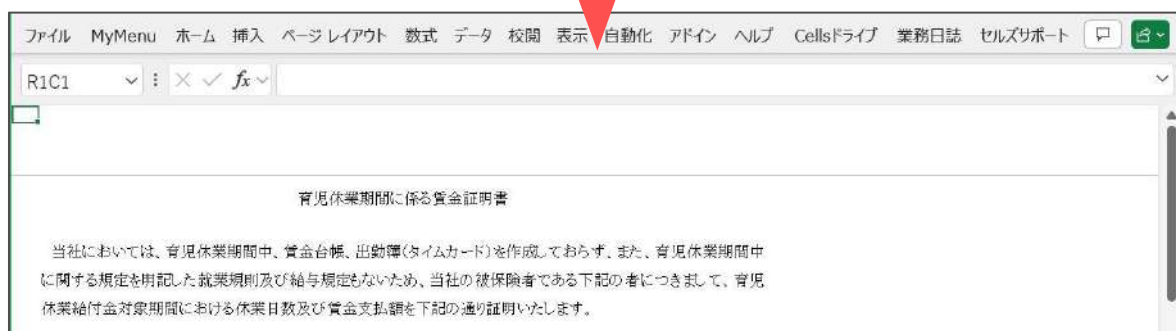 ファイル MyMenu ホーム 挿入 ページ レイアウト 数式 データ 校閲 表示 自動化 アドイン ヘルプ Cellsドライブ 業務日誌 セルズサポート
R1C1 fx
育児休業期間に係る賃金証明書
当社においては、育児休業期間中、賃金台帳、出勤簿(タイムカード)を作成しておらず、また、育児休業期間中
に関する規定を明記した就業規則及び給与規定もないため、当社の被保険者である下記の者につきまして、育児
休業給付金対象期間における休業日数及び賃金支払額を下記の通り証明いたします。